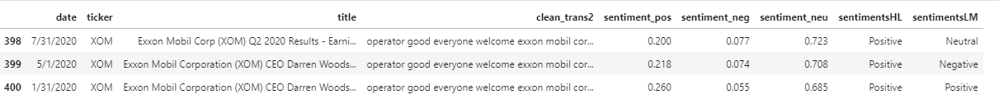 date ticker title clean_trans2 sentiment_pos sentiment_neg sentiment_neu sentimentsHL sentimentsLM
398 7/31/2020 XOM Exxon Mobil Corp (XOM) Q2 2020 Results - Earni... operator good everyone welcome exxon mobil cor... 0.200 0.077 0.723 Positive Neutral
399 5/1/2020 XOM Exxon Mobil Corporation (XOM) CEO Darren Woods... operator good everyone welcome exxon mobil cor... 0.218 0.074 0.708 Positive Negative
400 1/31/2020 XOM Exxon Mobil Corporation (XOM) CEO Darren Woods... operator good everyone welcome exxon mobil cor... 0.260 0.055 0.685 Positive Positive